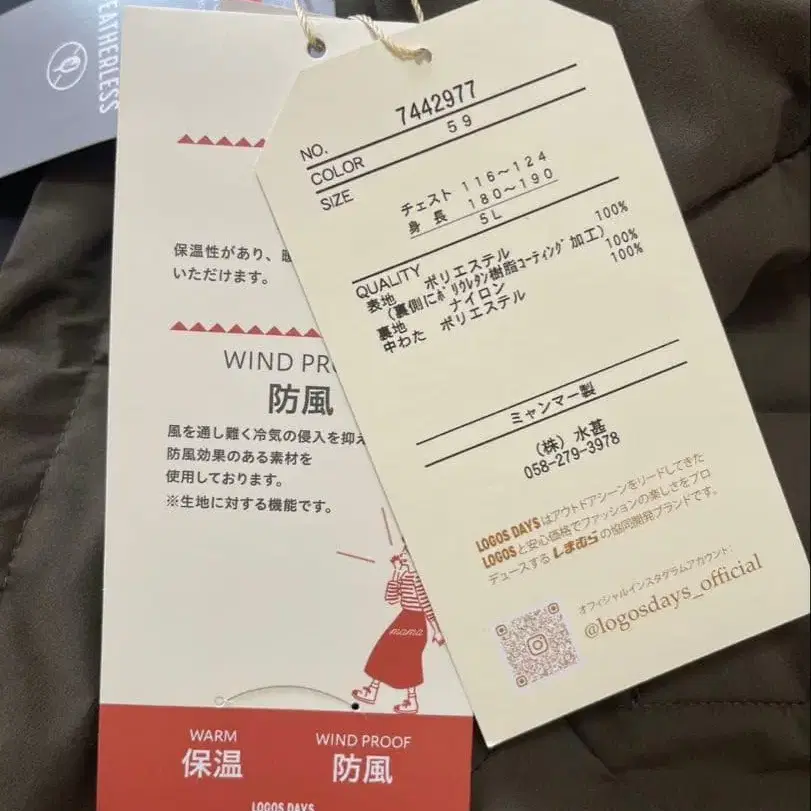 EATHERLESS
保温性があり、暖
いただけます。
WIND PR
防風
風を通し難く冷気の侵入を抑え
防風効果のある素材を
使用しております。
※生地に対する機能です。
mama
WARM
保温
WIND PROOF
防風
LOGOS DAYS
NO. 7442977
COLOR 59
SIZE
チェスト 116〜124
身長 180〜190
5L
QUALITY
表地 ポリエステル 100%
(裏側にポリウレタン樹脂コーティング加工)
裏地 ナイロン 100%
中わた ポリエステル 100%
ミャンマー製
(株) 水甚
058-279-3978
LOGOS DAYSはアウトドアシーンをリードしてきた
LOGOSと安心価格でファッションの楽しさをプロ
デュースするしまむらの協同開発ブランドです。
オフィシャルインスタグラムアカウント:
@logosdays_official